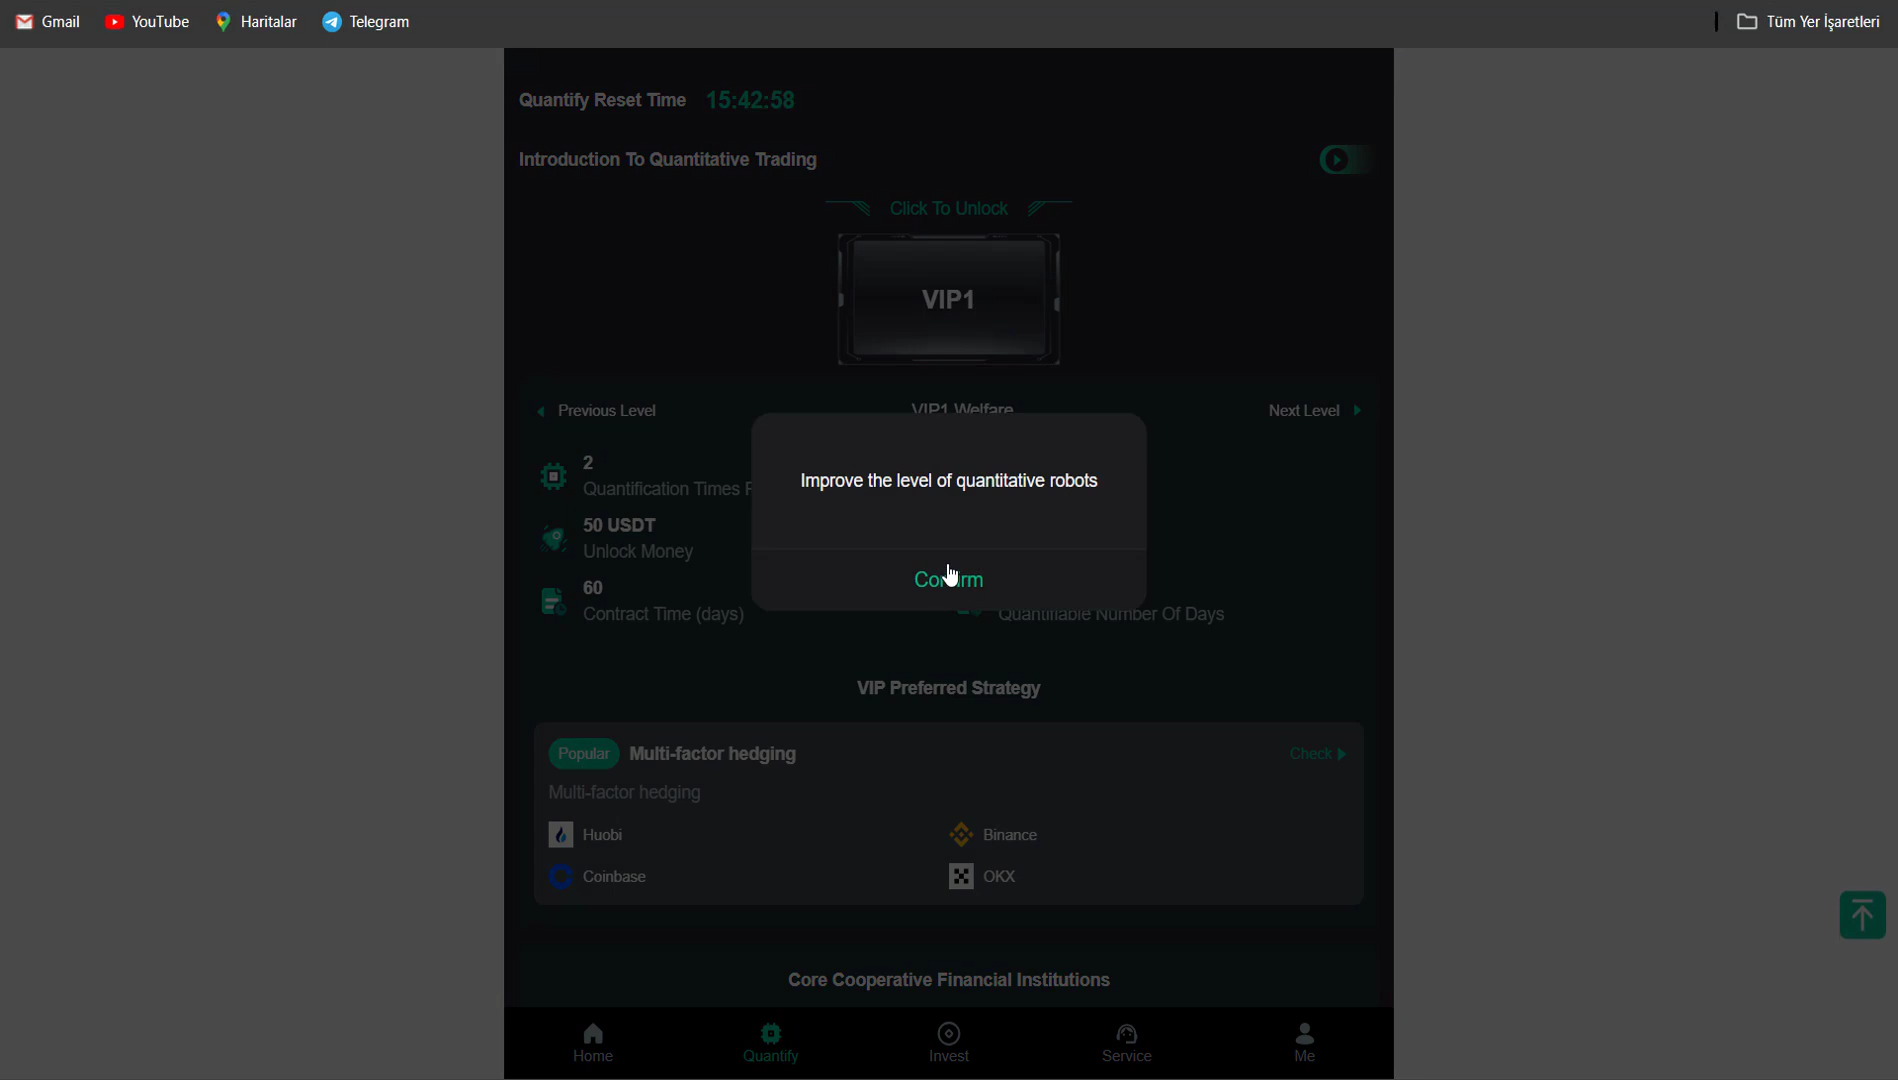 Gmail YouTube Haritalar Telegram Tüm Yer İşaretleri
Quantify Reset Time 15:42:58
Introduction To Quantitative Trading
Click To Unlock
VIP1
Previous Level VIP1 Welfare Next Level
2
Quantification Times
50 USDT
Unlock Money
60
Contract Time (days) Quantifiable Number Of Days
Improve the level of quantitative robots
Confirm
VIP Preferred Strategy
Popular Multi-factor hedging Check
Multi-factor hedging
Huobi Binance
Coinbase OKX
Core Cooperative Financial Institutions
Home Quantify Invest Service Me